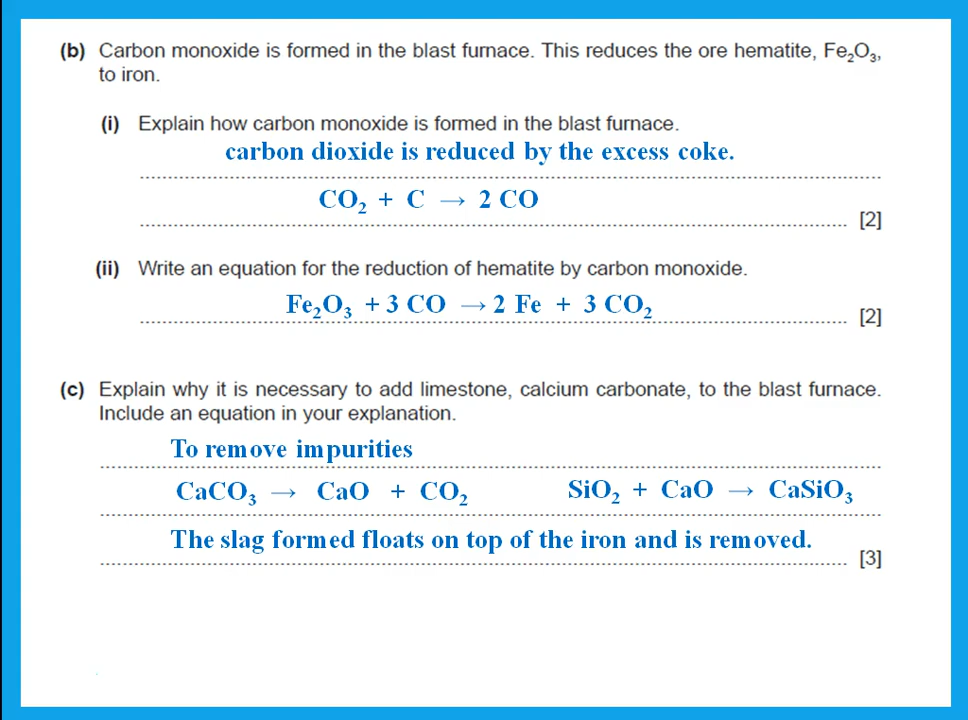 (b) Carbon monoxide is formed in the blast furnace. This reduces the ore hematite, Fe₂O₃,
to iron.
(i) Explain how carbon monoxide is formed in the blast furnace.
carbon dioxide is reduced by the excess coke.
CO₂ + C → 2 CO
[2]
(ii) Write an equation for the reduction of hematite by carbon monoxide.
Fe₂O₃ + 3 CO → 2 Fe + 3 CO₂
[2]
(c) Explain why it is necessary to add limestone, calcium carbonate, to the blast furnace.
Include an equation in your explanation.
To remove impurities
CaCO₃ → CaO + CO₂ SiO₂ + CaO → CaSiO₃
The slag formed floats on top of the iron and is removed.
[3]